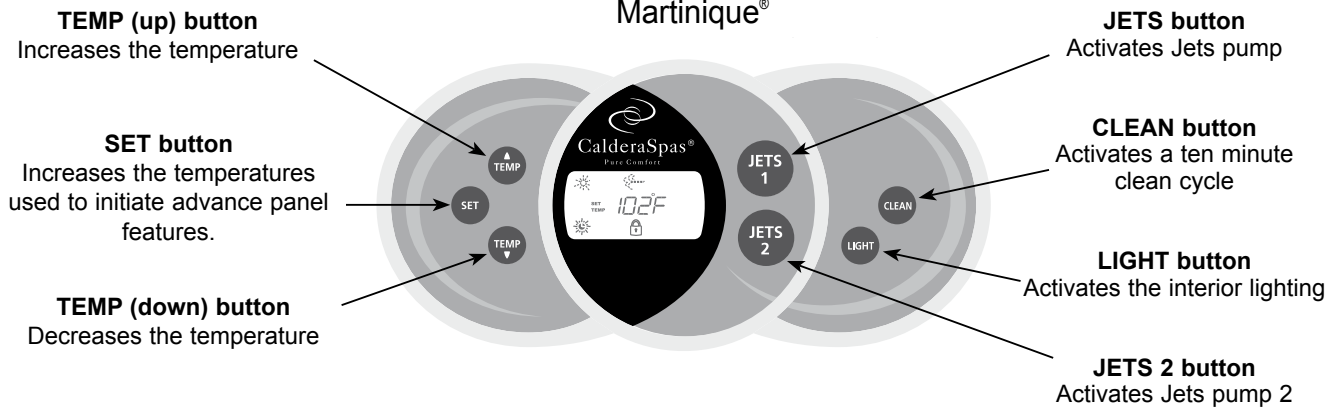 Martinique®
TEMP (up) button
Increases the temperature
SET button
Increases the temperatures
used to initiate advance panel
features.
TEMP (down) button
Decreases the temperature
TEMP
SET
TEMP
CalderaSpas®
Pure Comfort
SET
TEMP
102°F
JETS
1
JETS
2
CLEAN
LIGHT
JETS button
Activates Jets pump
CLEAN button
Activates a ten minute
clean cycle
LIGHT button
Activates the interior lighting
JETS 2 button
Activates Jets pump 2